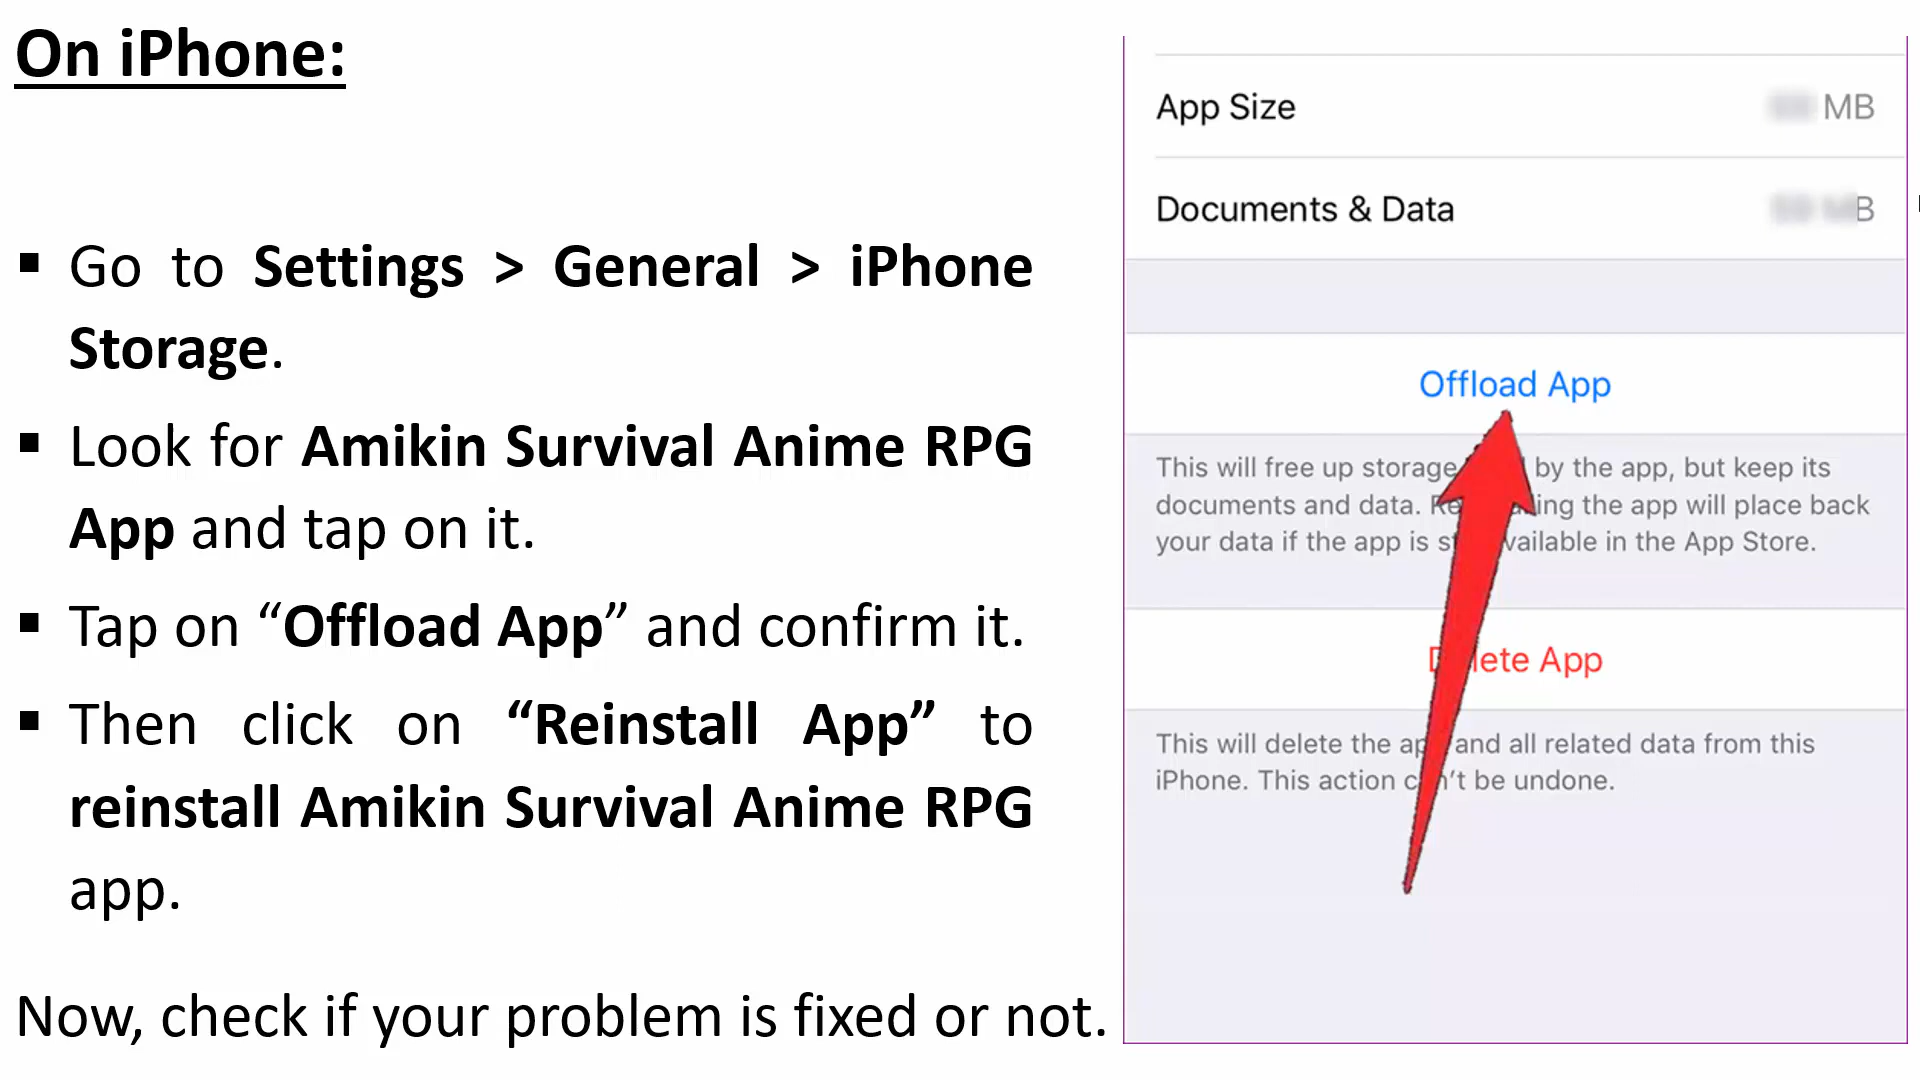 On iPhone:
▪ Go to Settings > General > iPhone
Storage.
▪ Look for Amikin Survival Anime RPG
App and tap on it.
▪ Tap on “Offload App” and confirm it.
▪ Then click on “Reinstall App” to
reinstall Amikin Survival Anime RPG
app.
Now, check if your problem is fixed or not.
App Size MB
Documents & Data
Offload App
This will free up storage by the app, but keep its
documents and data. the app will place back
your data if the app is available in the App Store.
Delete App
This will delete the app and all related data from this
iPhone. This action can't be undone.